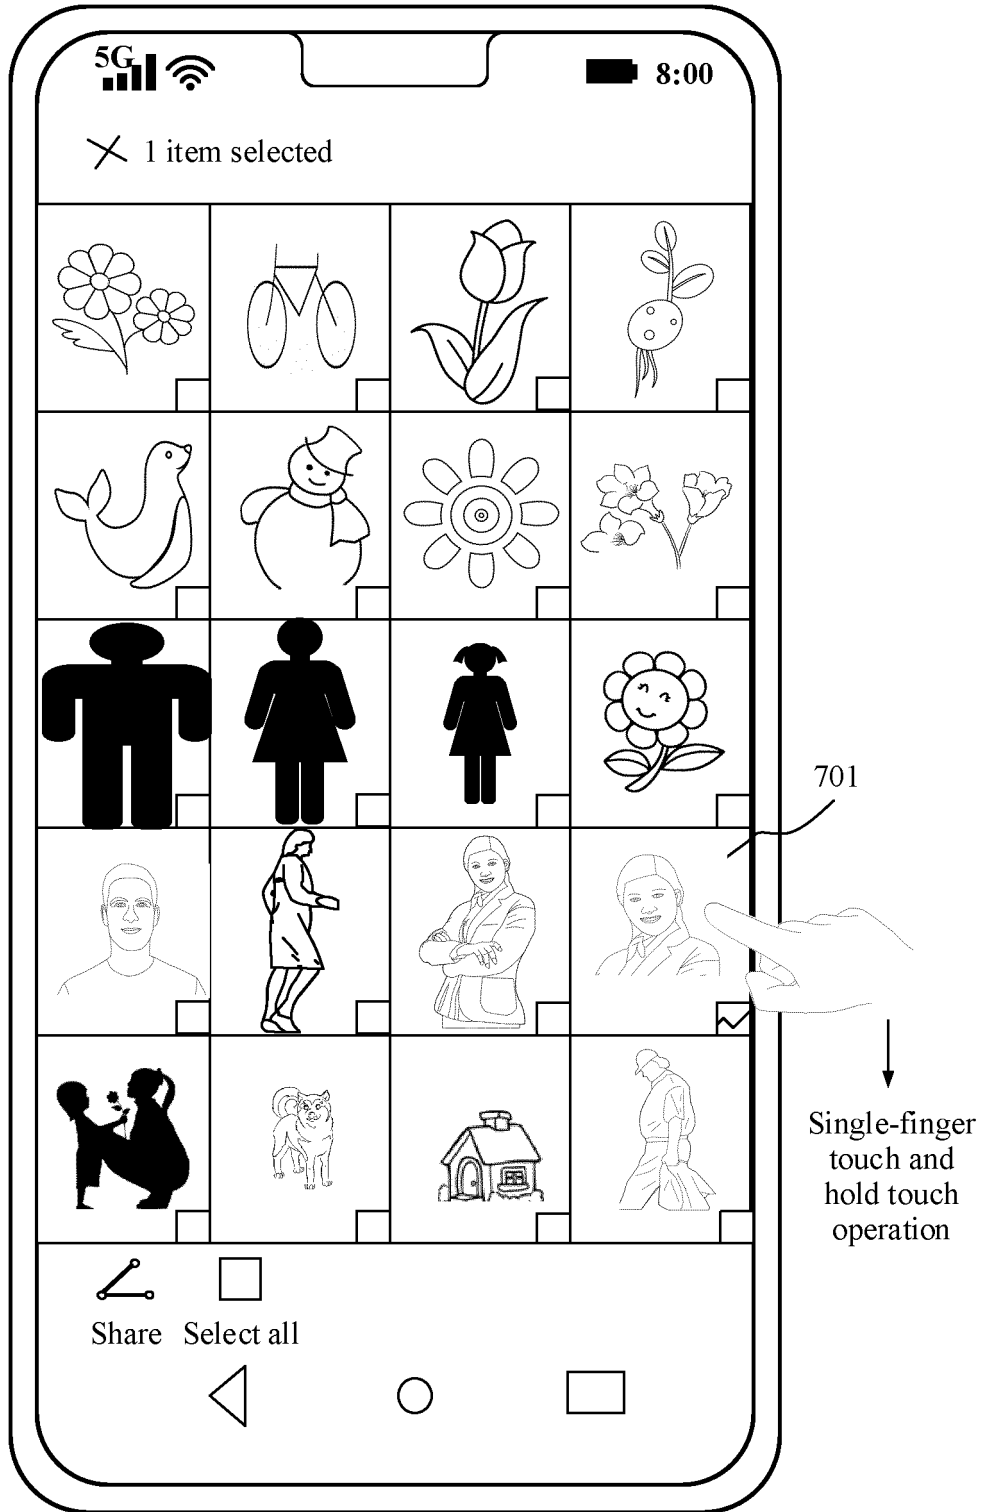 5G
8:00
1 item selected
701
Single-finger
touch and
hold touch
operation
Share
Select all